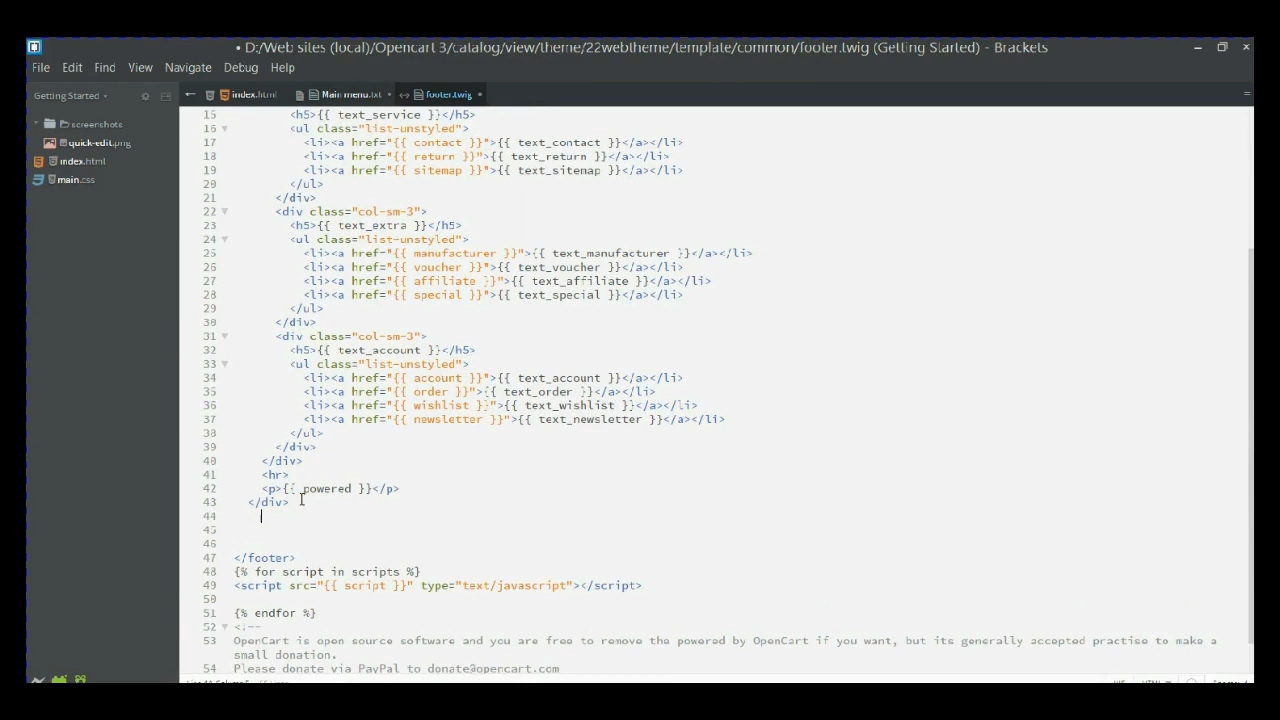 • D:/Web sites (local)/Opencart 3/catalog/view/theme/22webtheme/template/common/footer.twig (Getting Started) - Brackets
File Edit Find View Navigate Debug Help
Getting Started
index.html Main menu.txt footer.twig
screenshots
quick-edit.png
index.html
main.css
15 <h5>{{ text_service }}</h5>
16 <ul class="list-unstyled">
17 <li><a href="{{ contact }}">{{ text_contact }}</a></li>
18 <li><a href="{{ return }}">{{ text_return }}</a></li>
19 <li><a href="{{ sitemap }}">{{ text_sitemap }}</a></li>
20 </ul>
21 </div>
22 <div class="col-sm-3">
23 <h5>{{ text_extra }}</h5>
24 <ul class="list-unstyled">
25 <li><a href="{{ manufacturer }}">{{ text_manufacturer }}</a></li>
26 <li><a href="{{ voucher }}">{{ text_voucher }}</a></li>
27 <li><a href="{{ affiliate }}">{{ text_affiliate }}</a></li>
28 <li><a href="{{ special }}">{{ text_special }}</a></li>
29 </ul>
30 </div>
31 <div class="col-sm-3">
32 <h5>{{ text_account }}</h5>
33 <ul class="list-unstyled">
34 <li><a href="{{ account }}">{{ text_account }}</a></li>
35 <li><a href="{{ order }}">{{ text_order }}</a></li>
36 <li><a href="{{ wishlist }}">{{ text_wishlist }}</a></li>
37 <li><a href="{{ newsletter }}">{{ text_newsletter }}</a></li>
38 </ul>
39 </div>
40 </div>
41 <hr>
42 <p>{{ powered }}</p>
43 </div>
44
45
46
47 </footer>
48 {% for script in scripts %}
49 <script src="{{ script }}" type="text/javascript"></script>
50
51 {% endfor %}
52 <!--
53 OpenCart is open source software and you are free to remove the powered by OpenCart if you want, but its generally accepted practise to make a
small donation.
54 Please donate via PayPal to donate@opencart.com